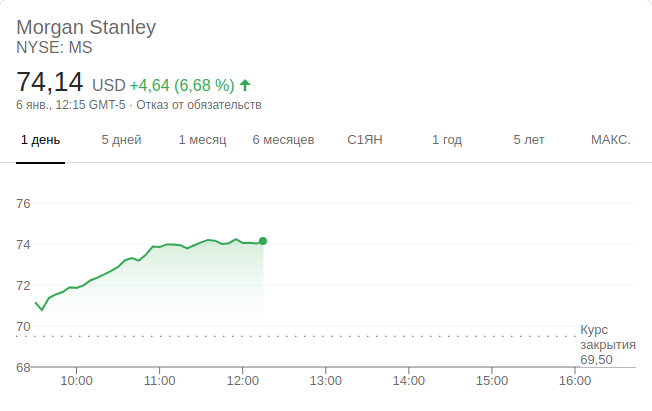 Morgan Stanley
NYSE: MS
74,14 USD +4,64 (6,68 %)
6 янв., 12:15 GMT-5 · Отказ от обязательств
1 день 5 дней 1 месяц 6 месяцев С1ЯН 1 год 5 лет МАКС.
76
74
72
70
Курс
закрытия
69,50
68
10:00 11:00 12:00 13:00 14:00 15:00 16:00